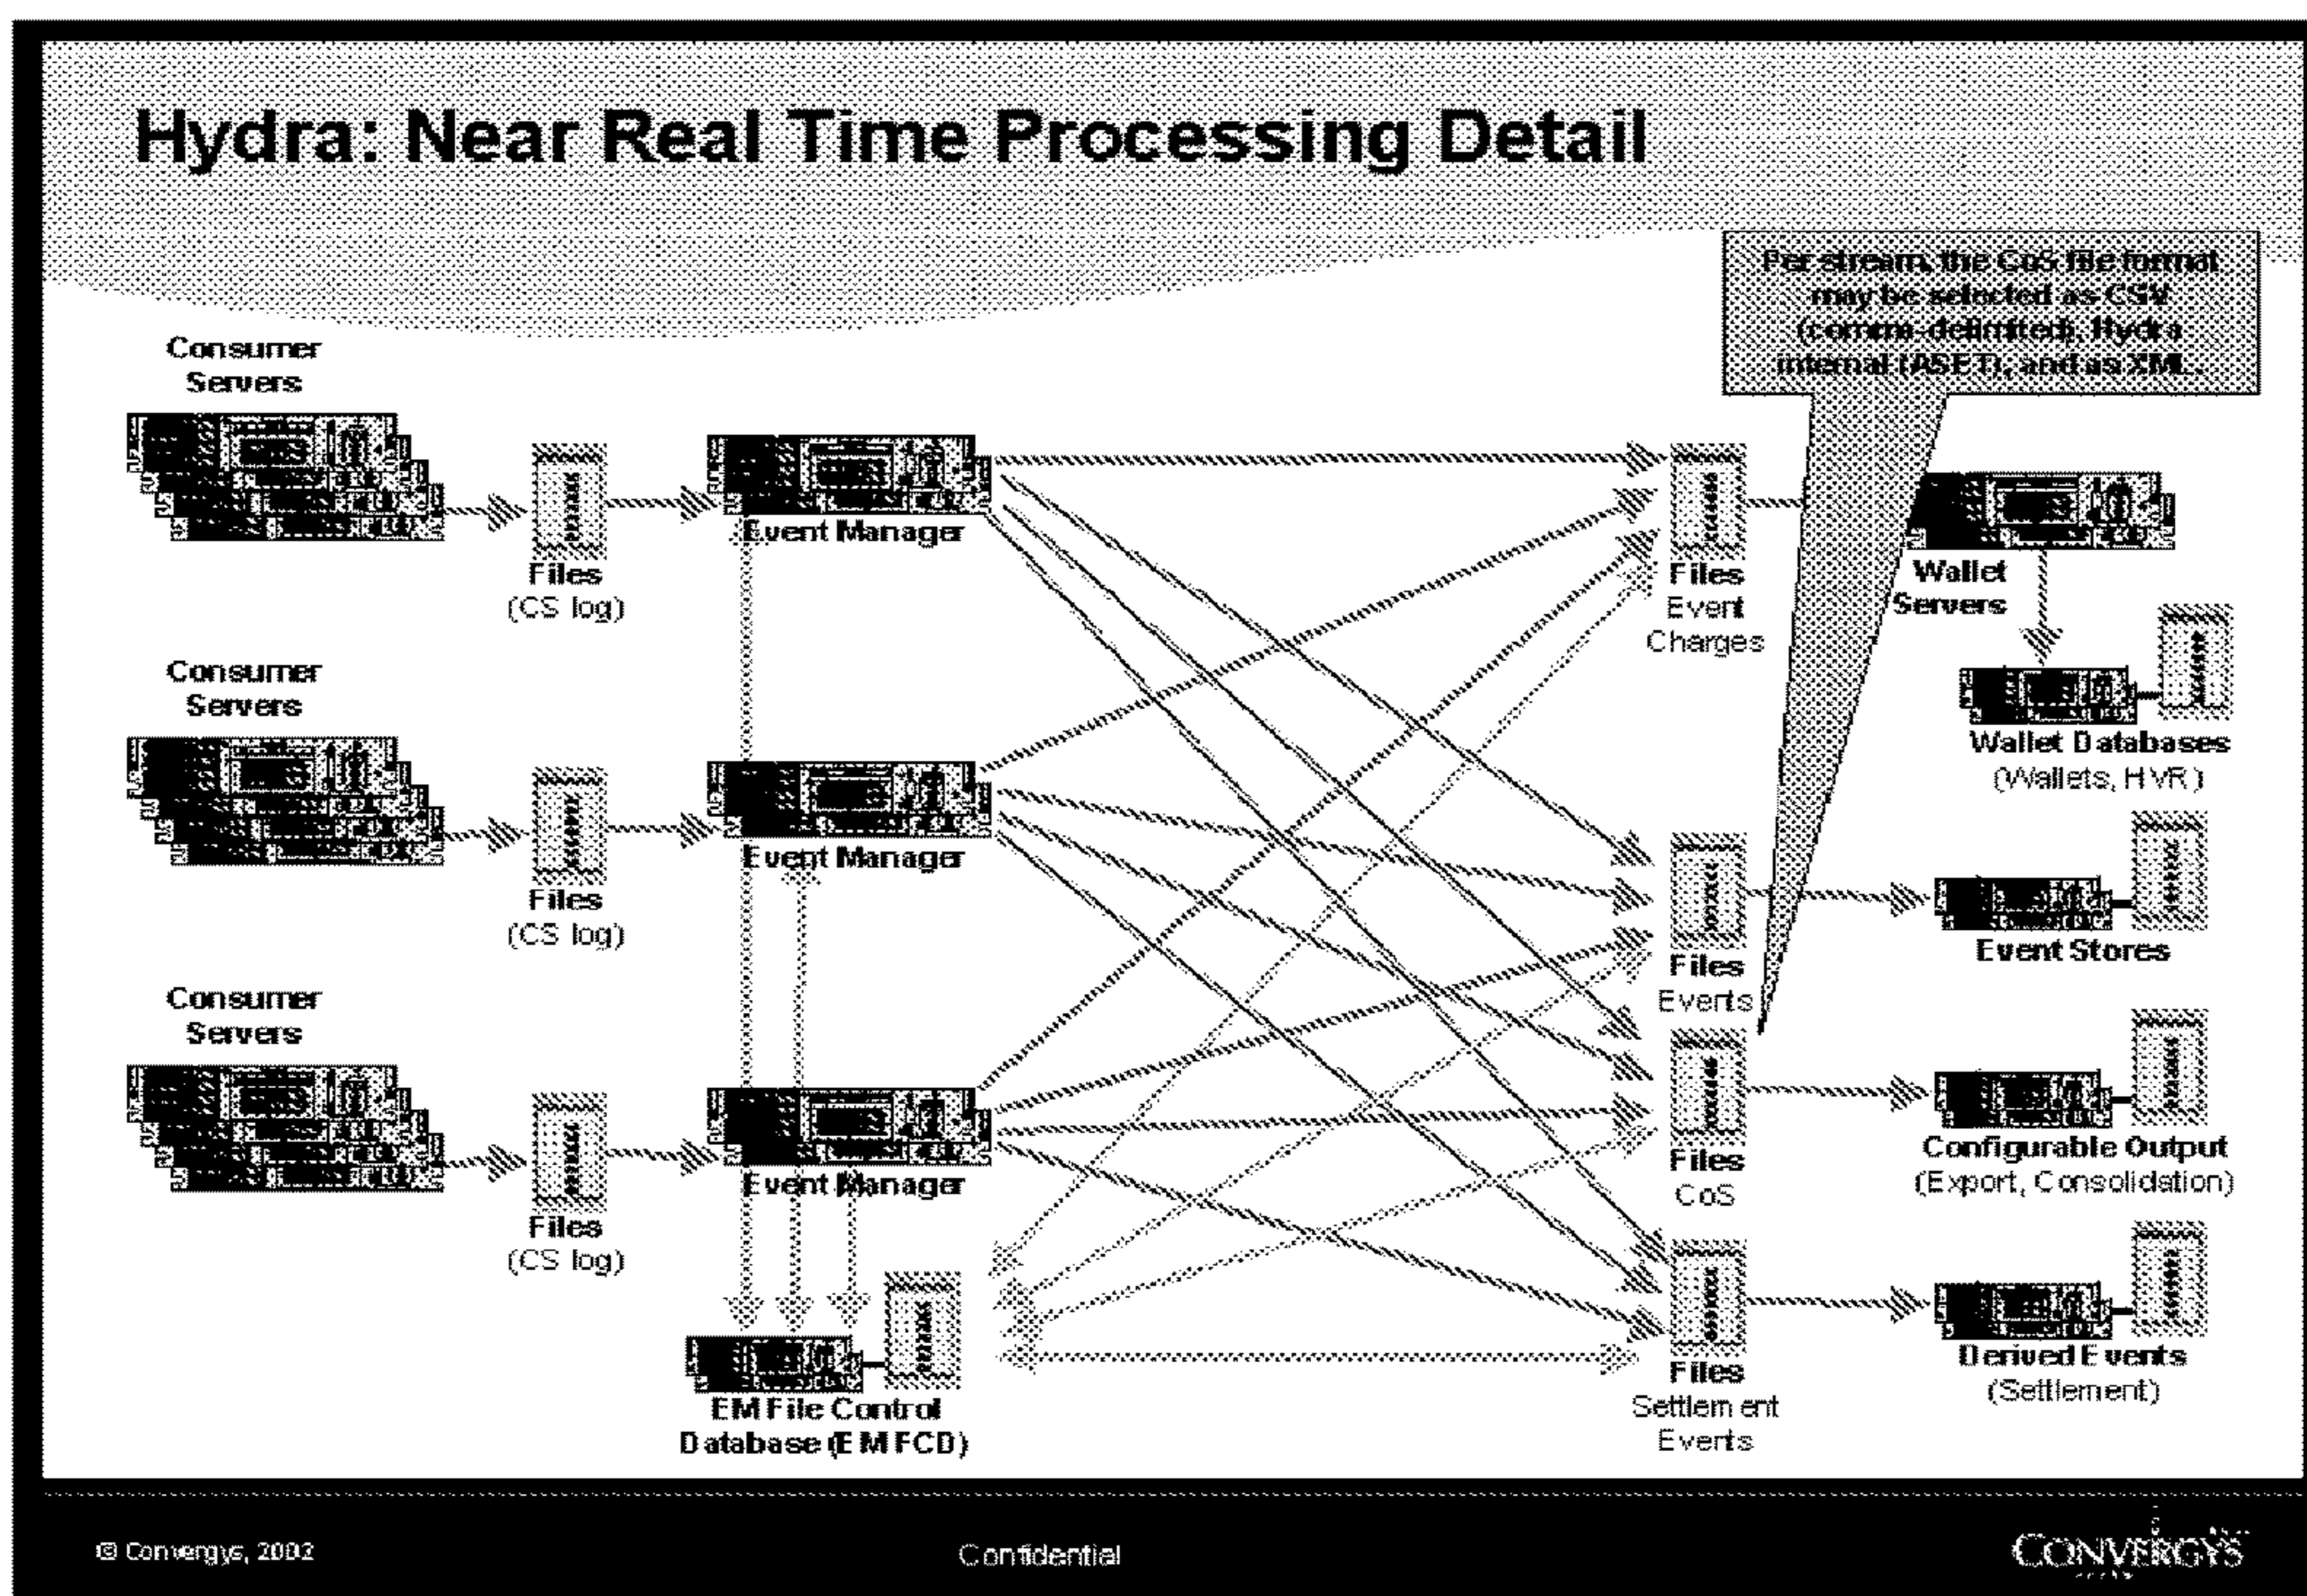 Hydra: Near Real Time Processing Detail
Per stream, the CoS file format
may be selected as CSV
(comma-delimited), Hydra
internal (ASET), and as XML.
Consumer
Servers
Files
(CS log)
Event Manager
Files
Event
Charges
Wallet
Servers
Wallet Databases
(Wallets, HVR)
Consumer
Servers
Files
(CS log)
Event Manager
Files
Events
Event Stores
Consumer
Servers
Files
(CS log)
Event Manager
Files
CoS
Configurable Output
(Export, Consolidation)
EM File Control
Database (EMFCD)
Files
Settlement
Events
Derived Events
(Settlement)
© Convergys, 2002
Confidential
CONVERGYS